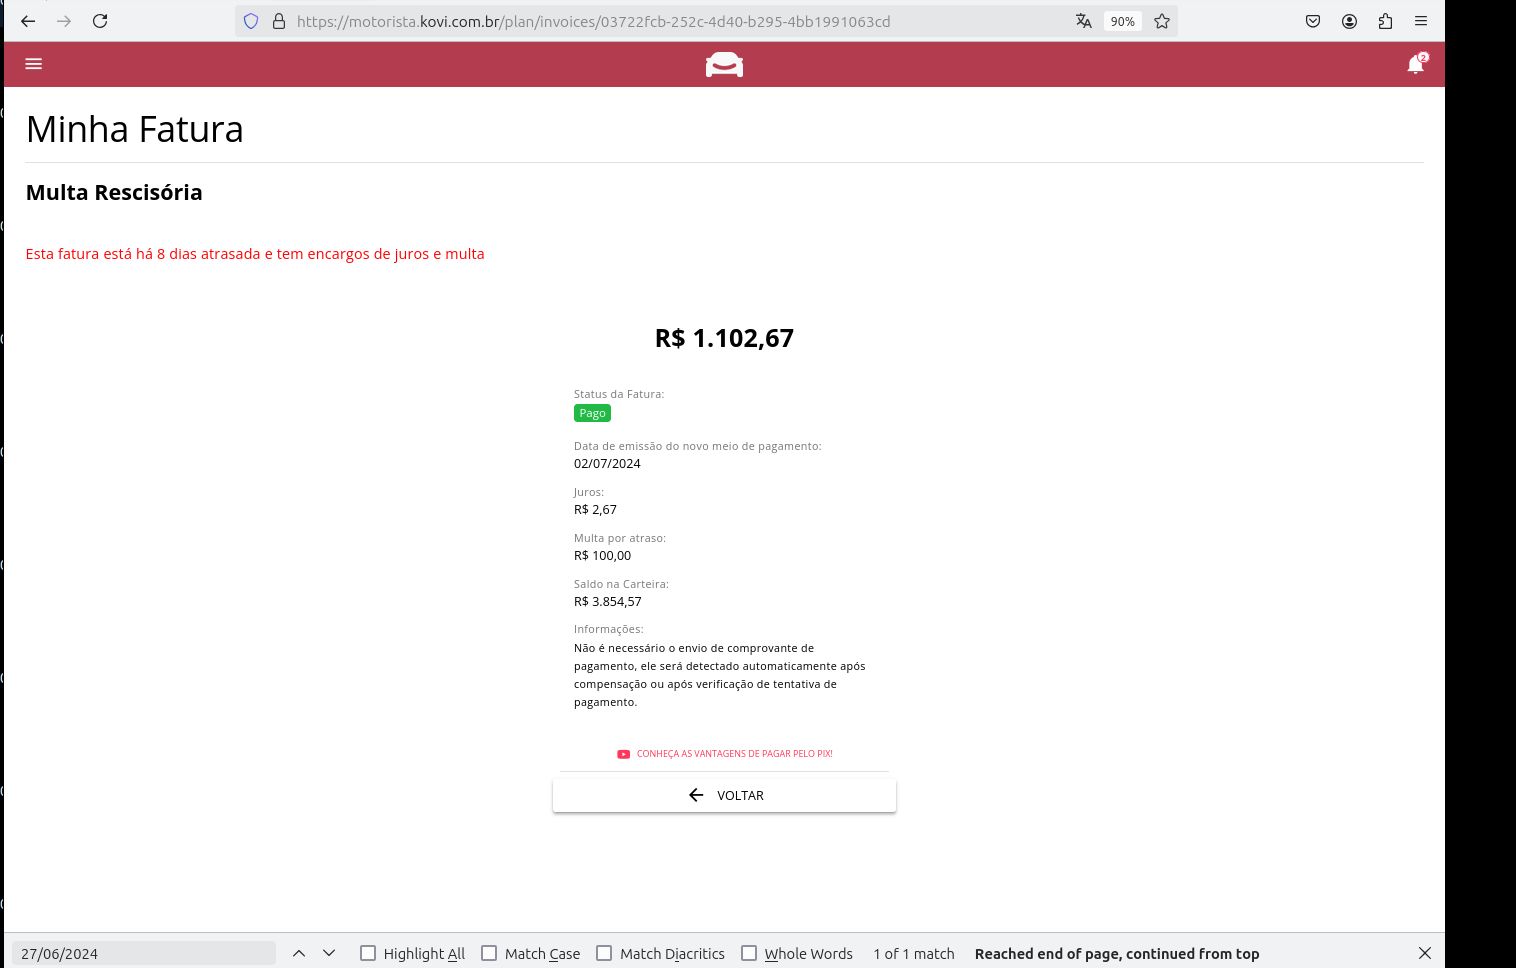 https://motorista.kovi.com.br/plan/invoices/03722fcb-252c-4d40-b295-4bb1991063cd
90%
2
Minha Fatura
Multa Rescisória
Esta fatura está há 8 dias atrasada e tem encargos de juros e multa
R$ 1.102,67
Status da Fatura:
Pago
Data de emissão do novo meio de pagamento:
02/07/2024
Juros:
R$ 2,67
Multa por atraso:
R$ 100,00
Saldo na Carteira:
R$ 3.854,57
Informações:
Não é necessário o envio de comprovante de
pagamento, ele será detectado automaticamente após
compensação ou após verificação de tentativa de
pagamento.
CONHEÇA AS VANTAGENS DE PAGAR PELO PIX!
VOLTAR
27/06/2024 Highlight All Match Case Match Diacritics Whole Words 1 of 1 match Reached end of page, continued from top